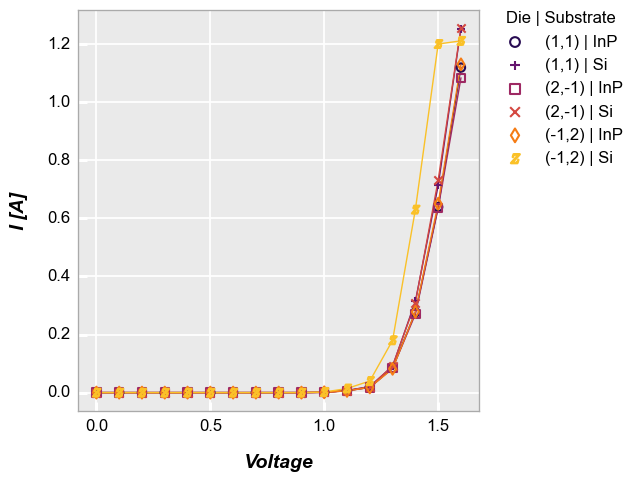 Die | Substrate
(1,1) | InP
(1,1) | Si
(2,-1) | InP
(2,-1) | Si
(-1,2) | InP
(-1,2) | Si
I [A]
1.2
1.0
0.8
0.6
0.4
0.2
0.0
0.0 0.5 1.0 1.5
Voltage